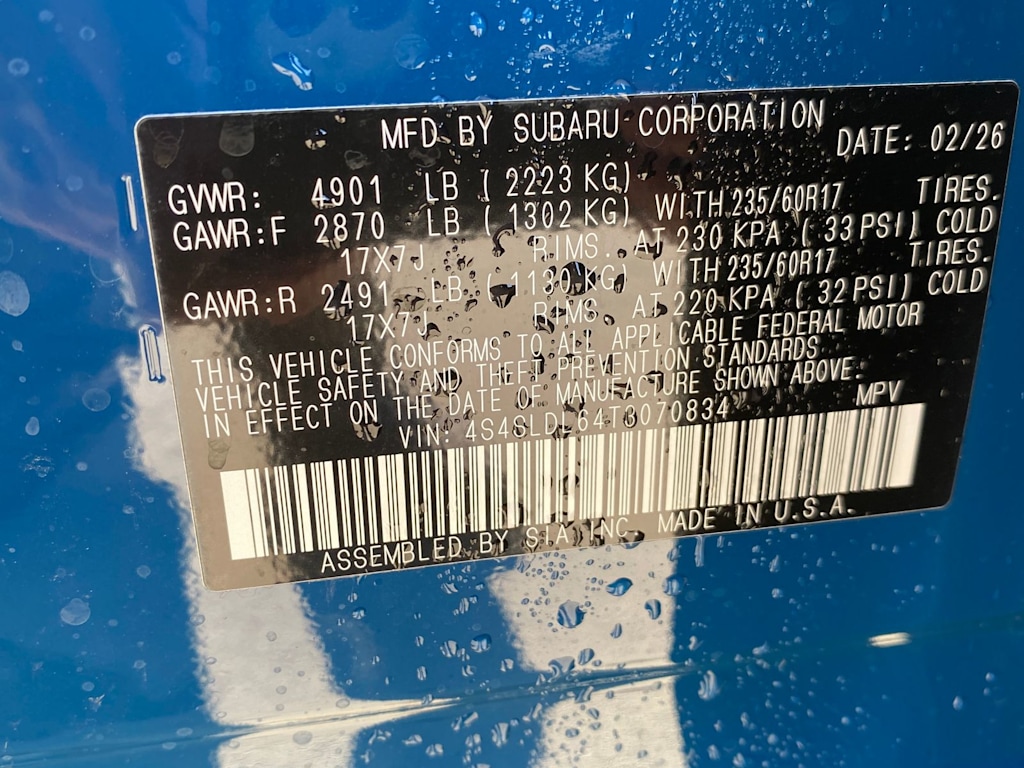 MFD BY SUBARU CORPORATION
DATE: 02/26
GVWR: 4901 LB ( 2223 KG)
GAWR:F 2870 LB ( 1302 KG) WITH 235/60R17 TIRES.
17X7J RIMS. AT 230 KPA ( 33 PSI) COLD
GAWR:R 2491 LB ( 1130 KG) WITH 235/60R17 TIRES.
17X7J RIMS. AT 220 KPA ( 32 PSI) COLD
THIS VEHICLE CONFORMS TO ALL APPLICABLE FEDERAL MOTOR
VEHICLE SAFETY AND THEFT PREVENTION STANDARDS
IN EFFECT ON THE DATE OF MANUFACTURE SHOWN ABOVE:
VIN: MPV
ASSEMBLED BY S.I.A., INC. MADE IN U.S.A.